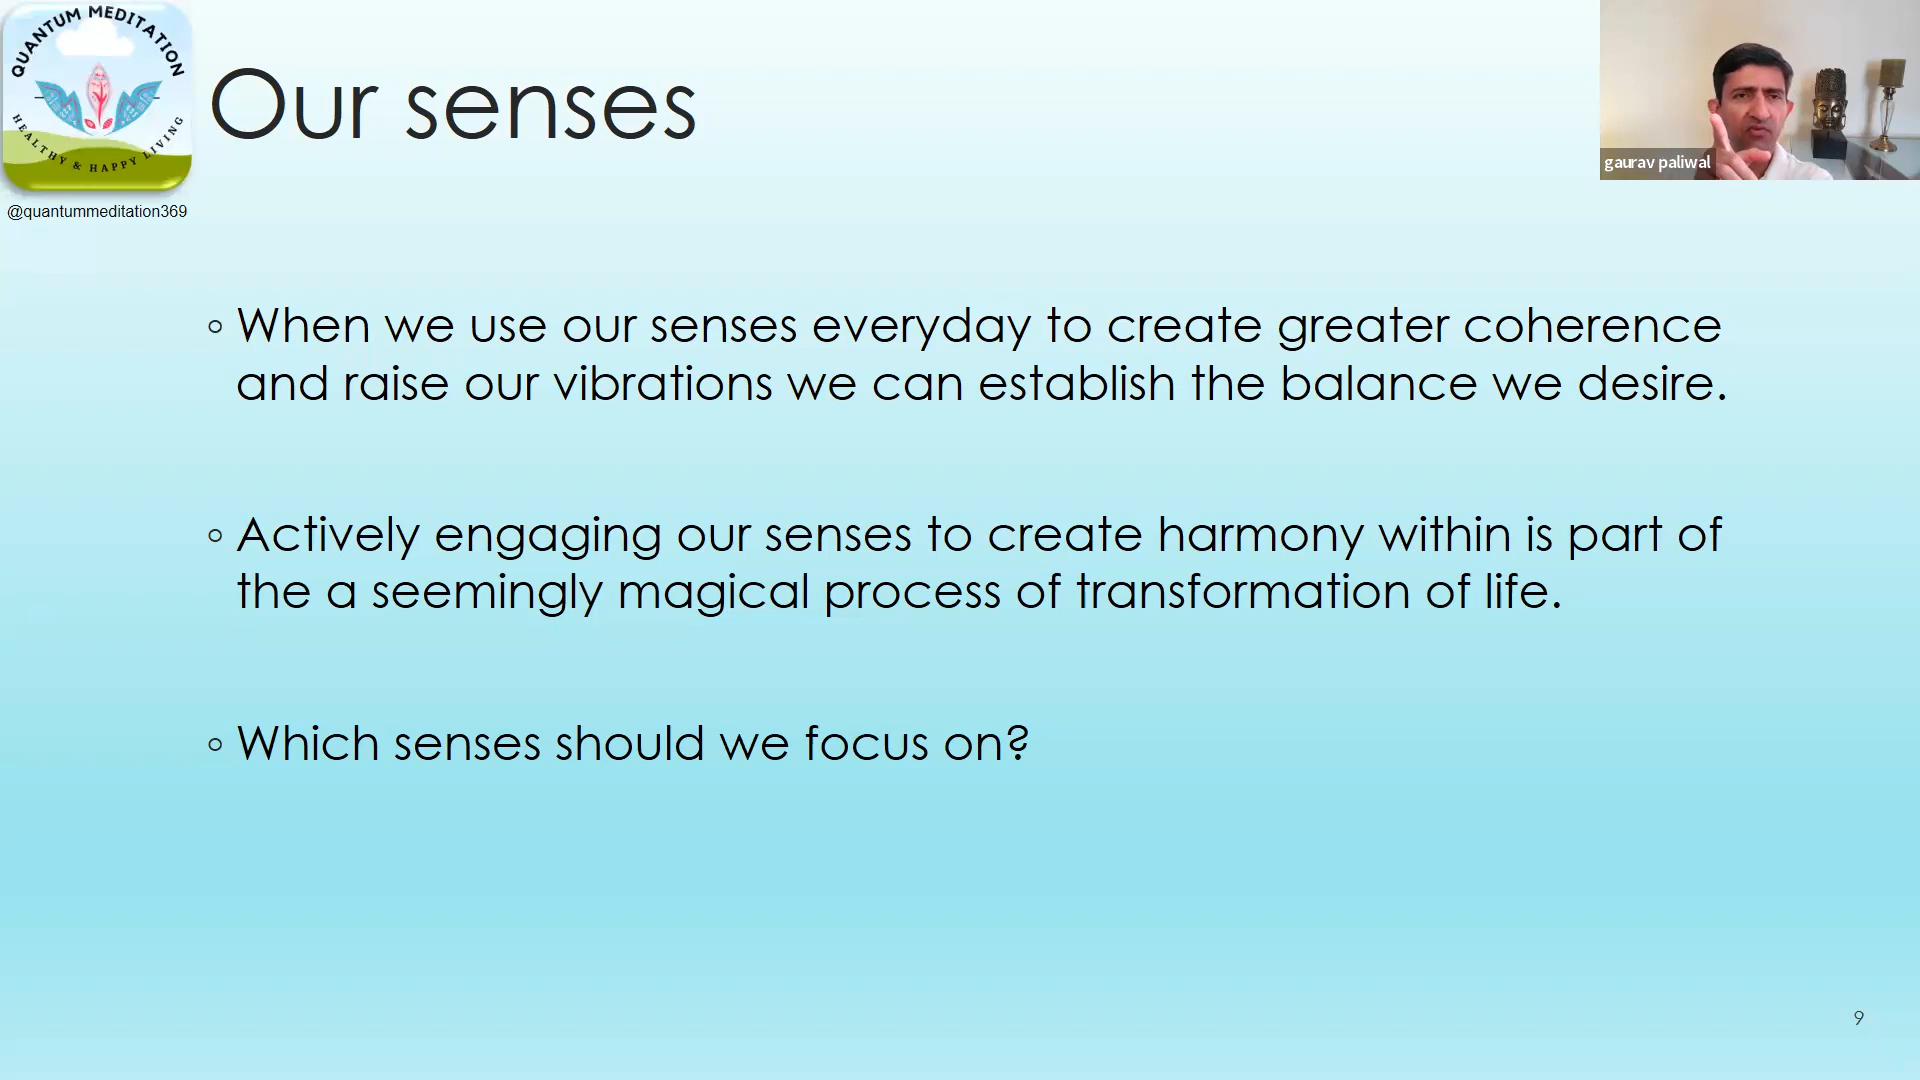 QUANTUM MEDITATION
HEALTHY & HAPPY LIVING
@quantummeditation369
Our senses
gaurav paliwal
◦ When we use our senses everyday to create greater coherence
and raise our vibrations we can establish the balance we desire.
◦ Actively engaging our senses to create harmony within is part of
the a seemingly magical process of transformation of life.
◦ Which senses should we focus on?
9